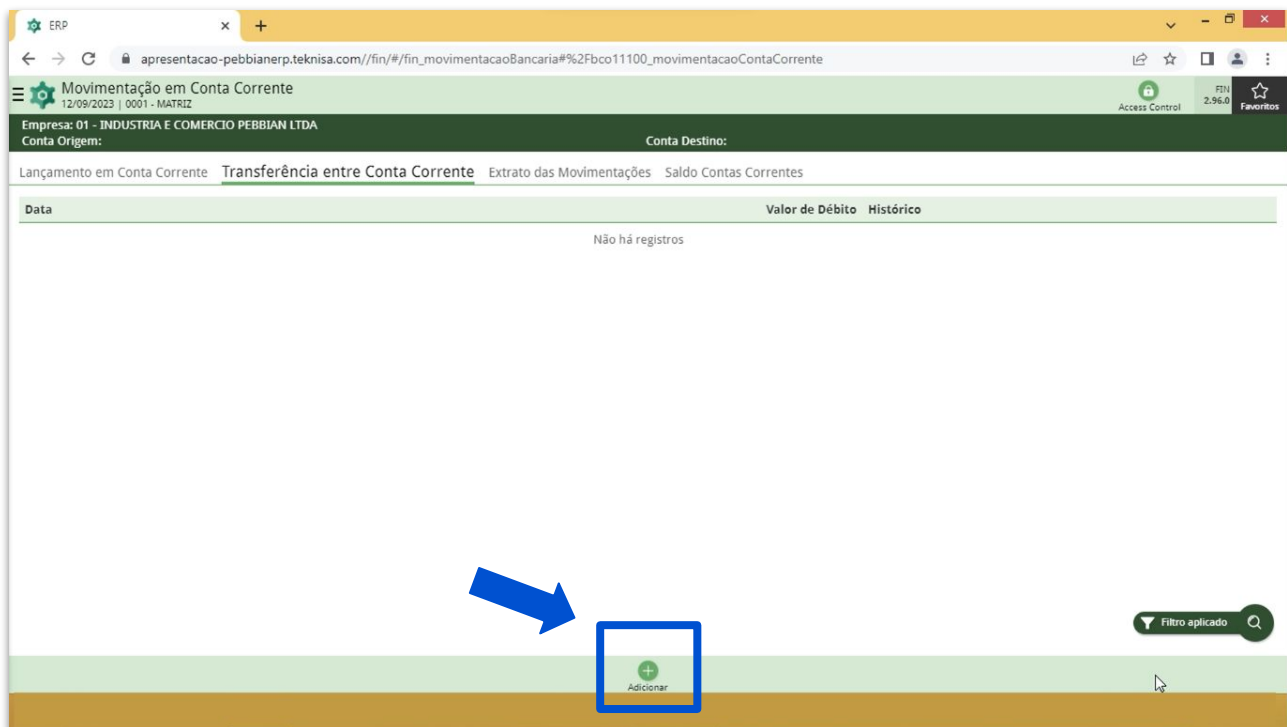 ERP
apresentacao-pebbianerp.teknisa.com//fin/#/fin_movimentacaoBancaria#%2Fbco11100_movimentacaoContaCorrente
Movimentação em Conta Corrente
12/09/2023 | 0001 - MATRIZ
Access Control
FIN
2.96.0
Favoritos
Empresa: 01 - INDUSTRIA E COMERCIO PEBBIAN LTDA
Conta Origem: Conta Destino:
Lançamento em Conta Corrente Transferência entre Conta Corrente Extrato das Movimentações Saldo Contas Correntes
Data Valor de Débito Histórico
Não há registros
Filtro aplicado
Adicionar